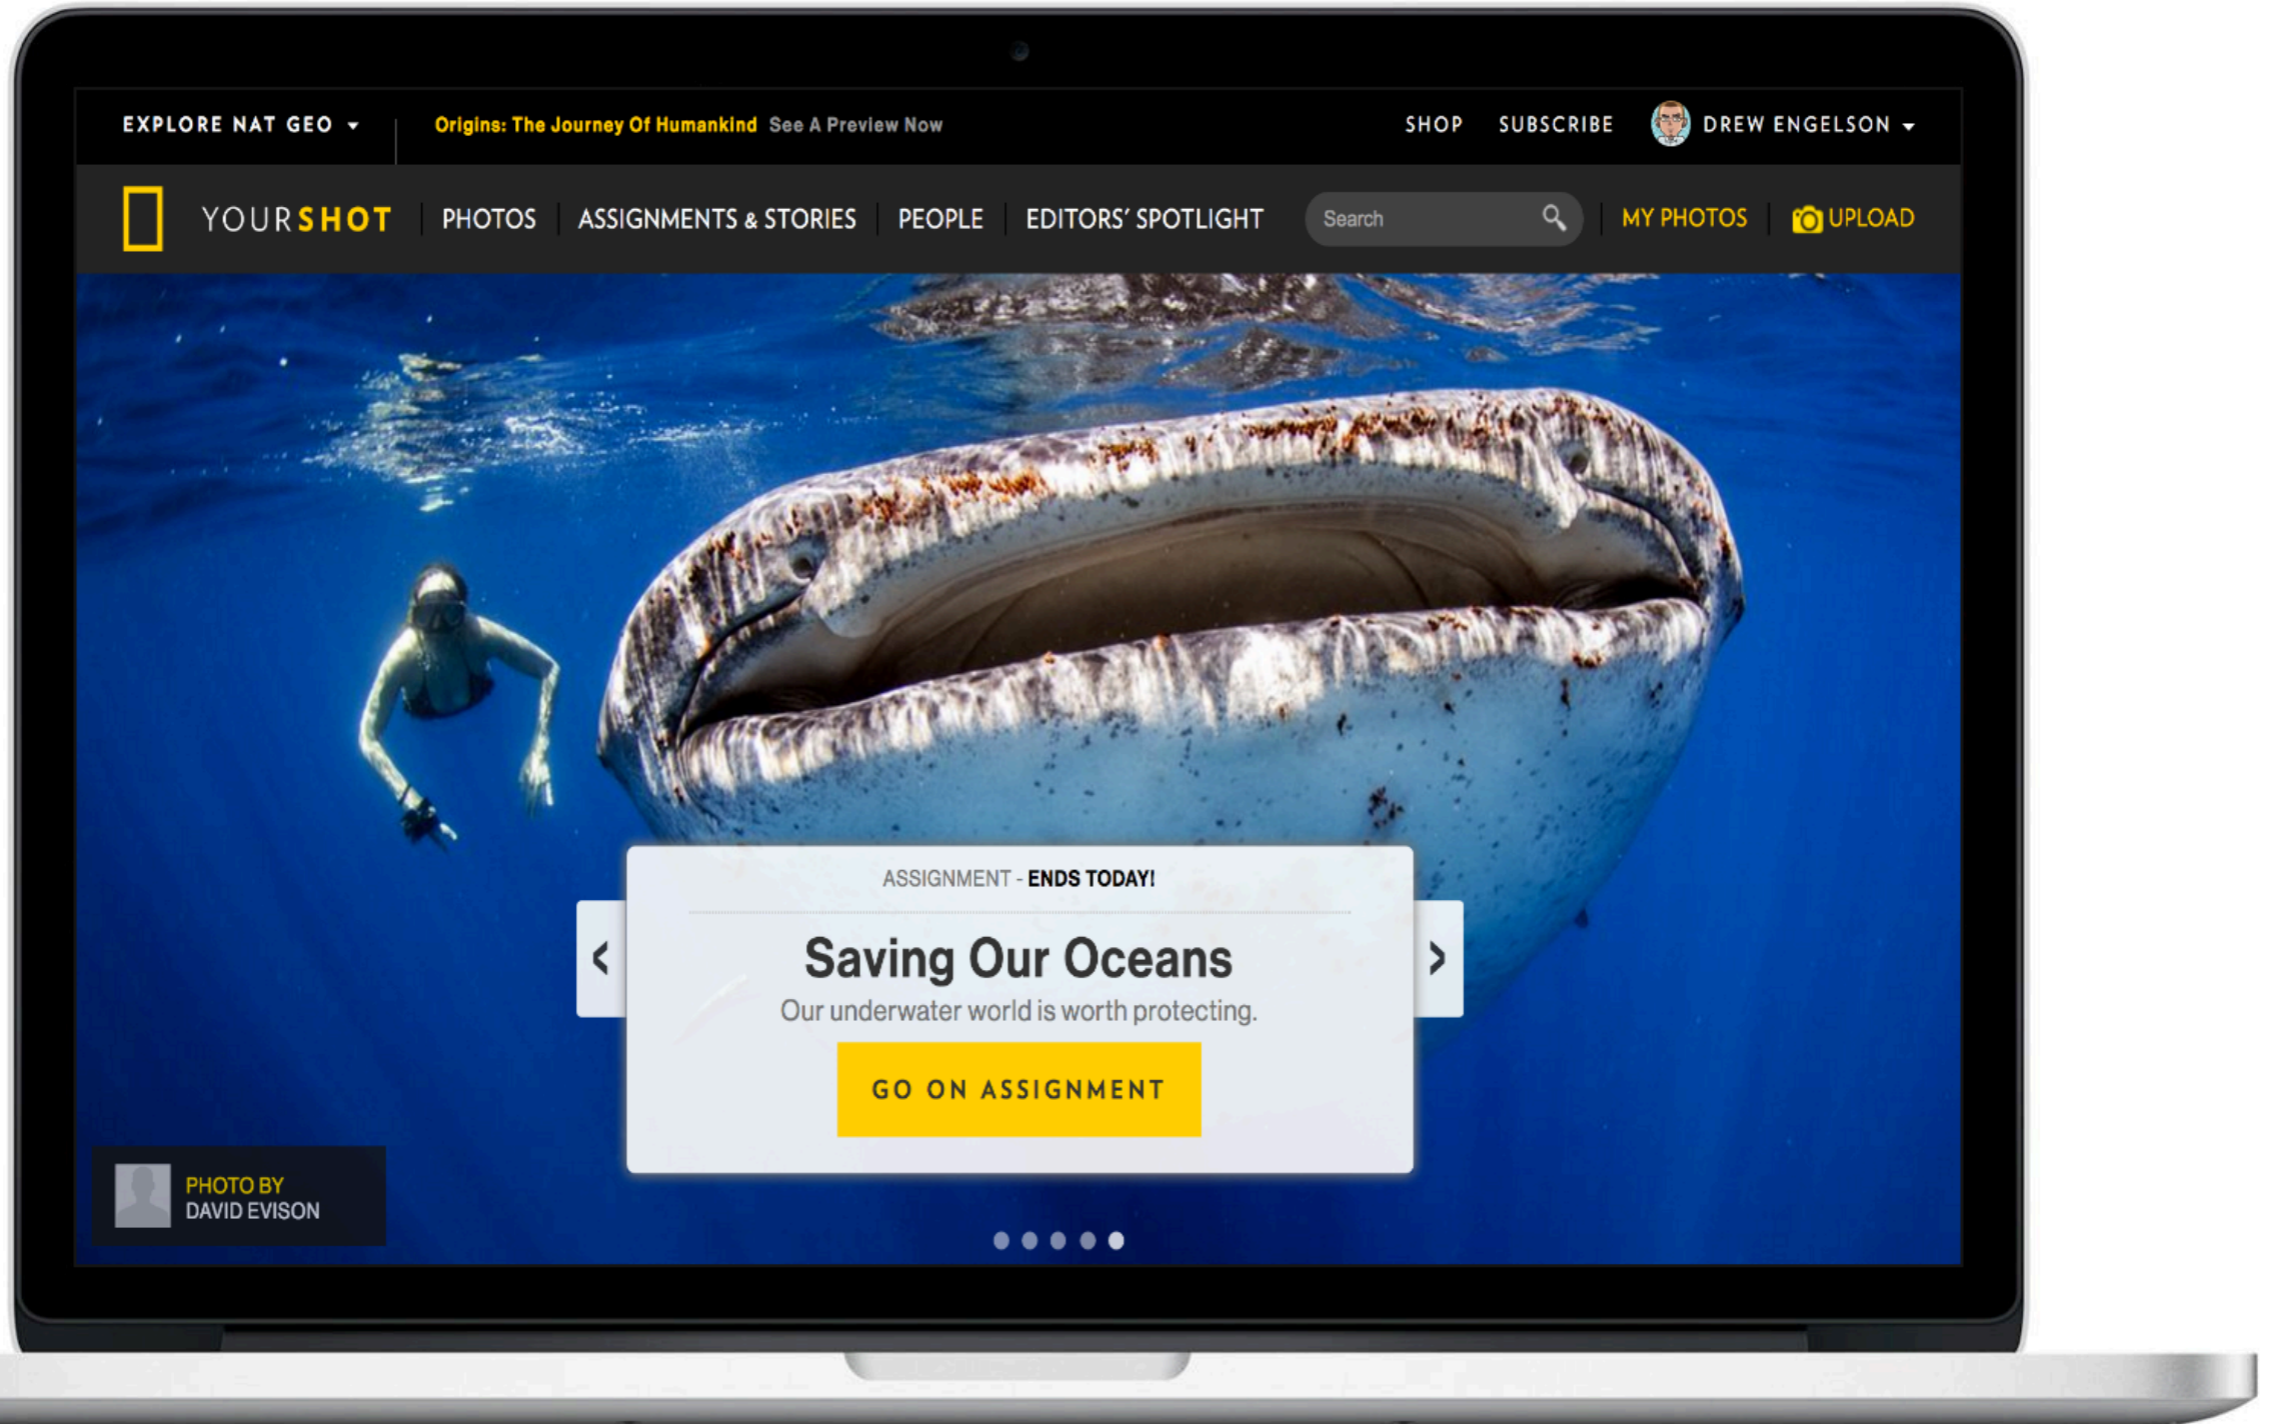 EXPLORE NAT GEO
Origins: The Journey Of Humankind See A Preview Now
SHOP
SUBSCRIBE
DREW ENGELSON
YOURSHOT
PHOTOS
ASSIGNMENTS & STORIES
PEOPLE
EDITORS' SPOTLIGHT
Search
MY PHOTOS
UPLOAD
ASSIGNMENT - ENDS TODAY!
Saving Our Oceans
Our underwater world is worth protecting.
GO ON ASSIGNMENT
PHOTO BY
DAVID EVISON